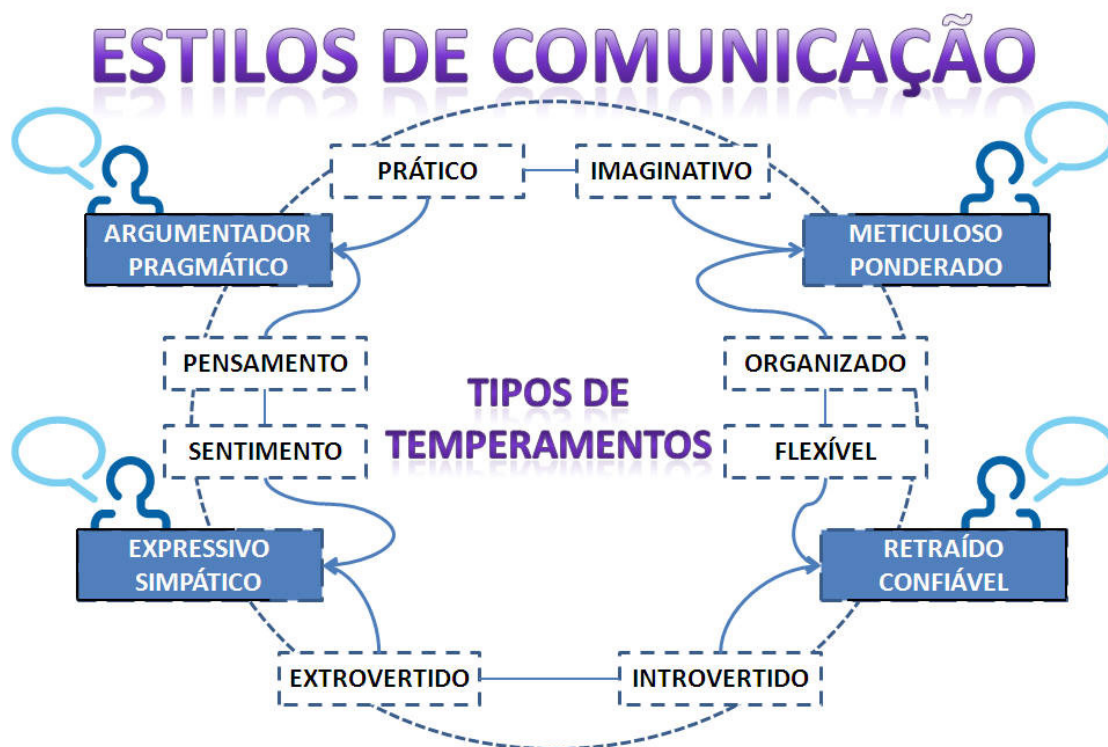 ESTILOS DE COMUNICAÇÃO
PRÁTICO
IMAGINATIVO
ARGUMENTADOR
PRAGMÁTICO
METICULOSO
PONDERADO
PENSAMENTO
ORGANIZADO
TIPOS DE
TEMPERAMENTOS
SENTIMENTO
FLEXÍVEL
EXPRESSIVO
SIMPÁTICO
RETRAÍDO
CONFIÁVEL
EXTROVERTIDO
INTROVERTIDO